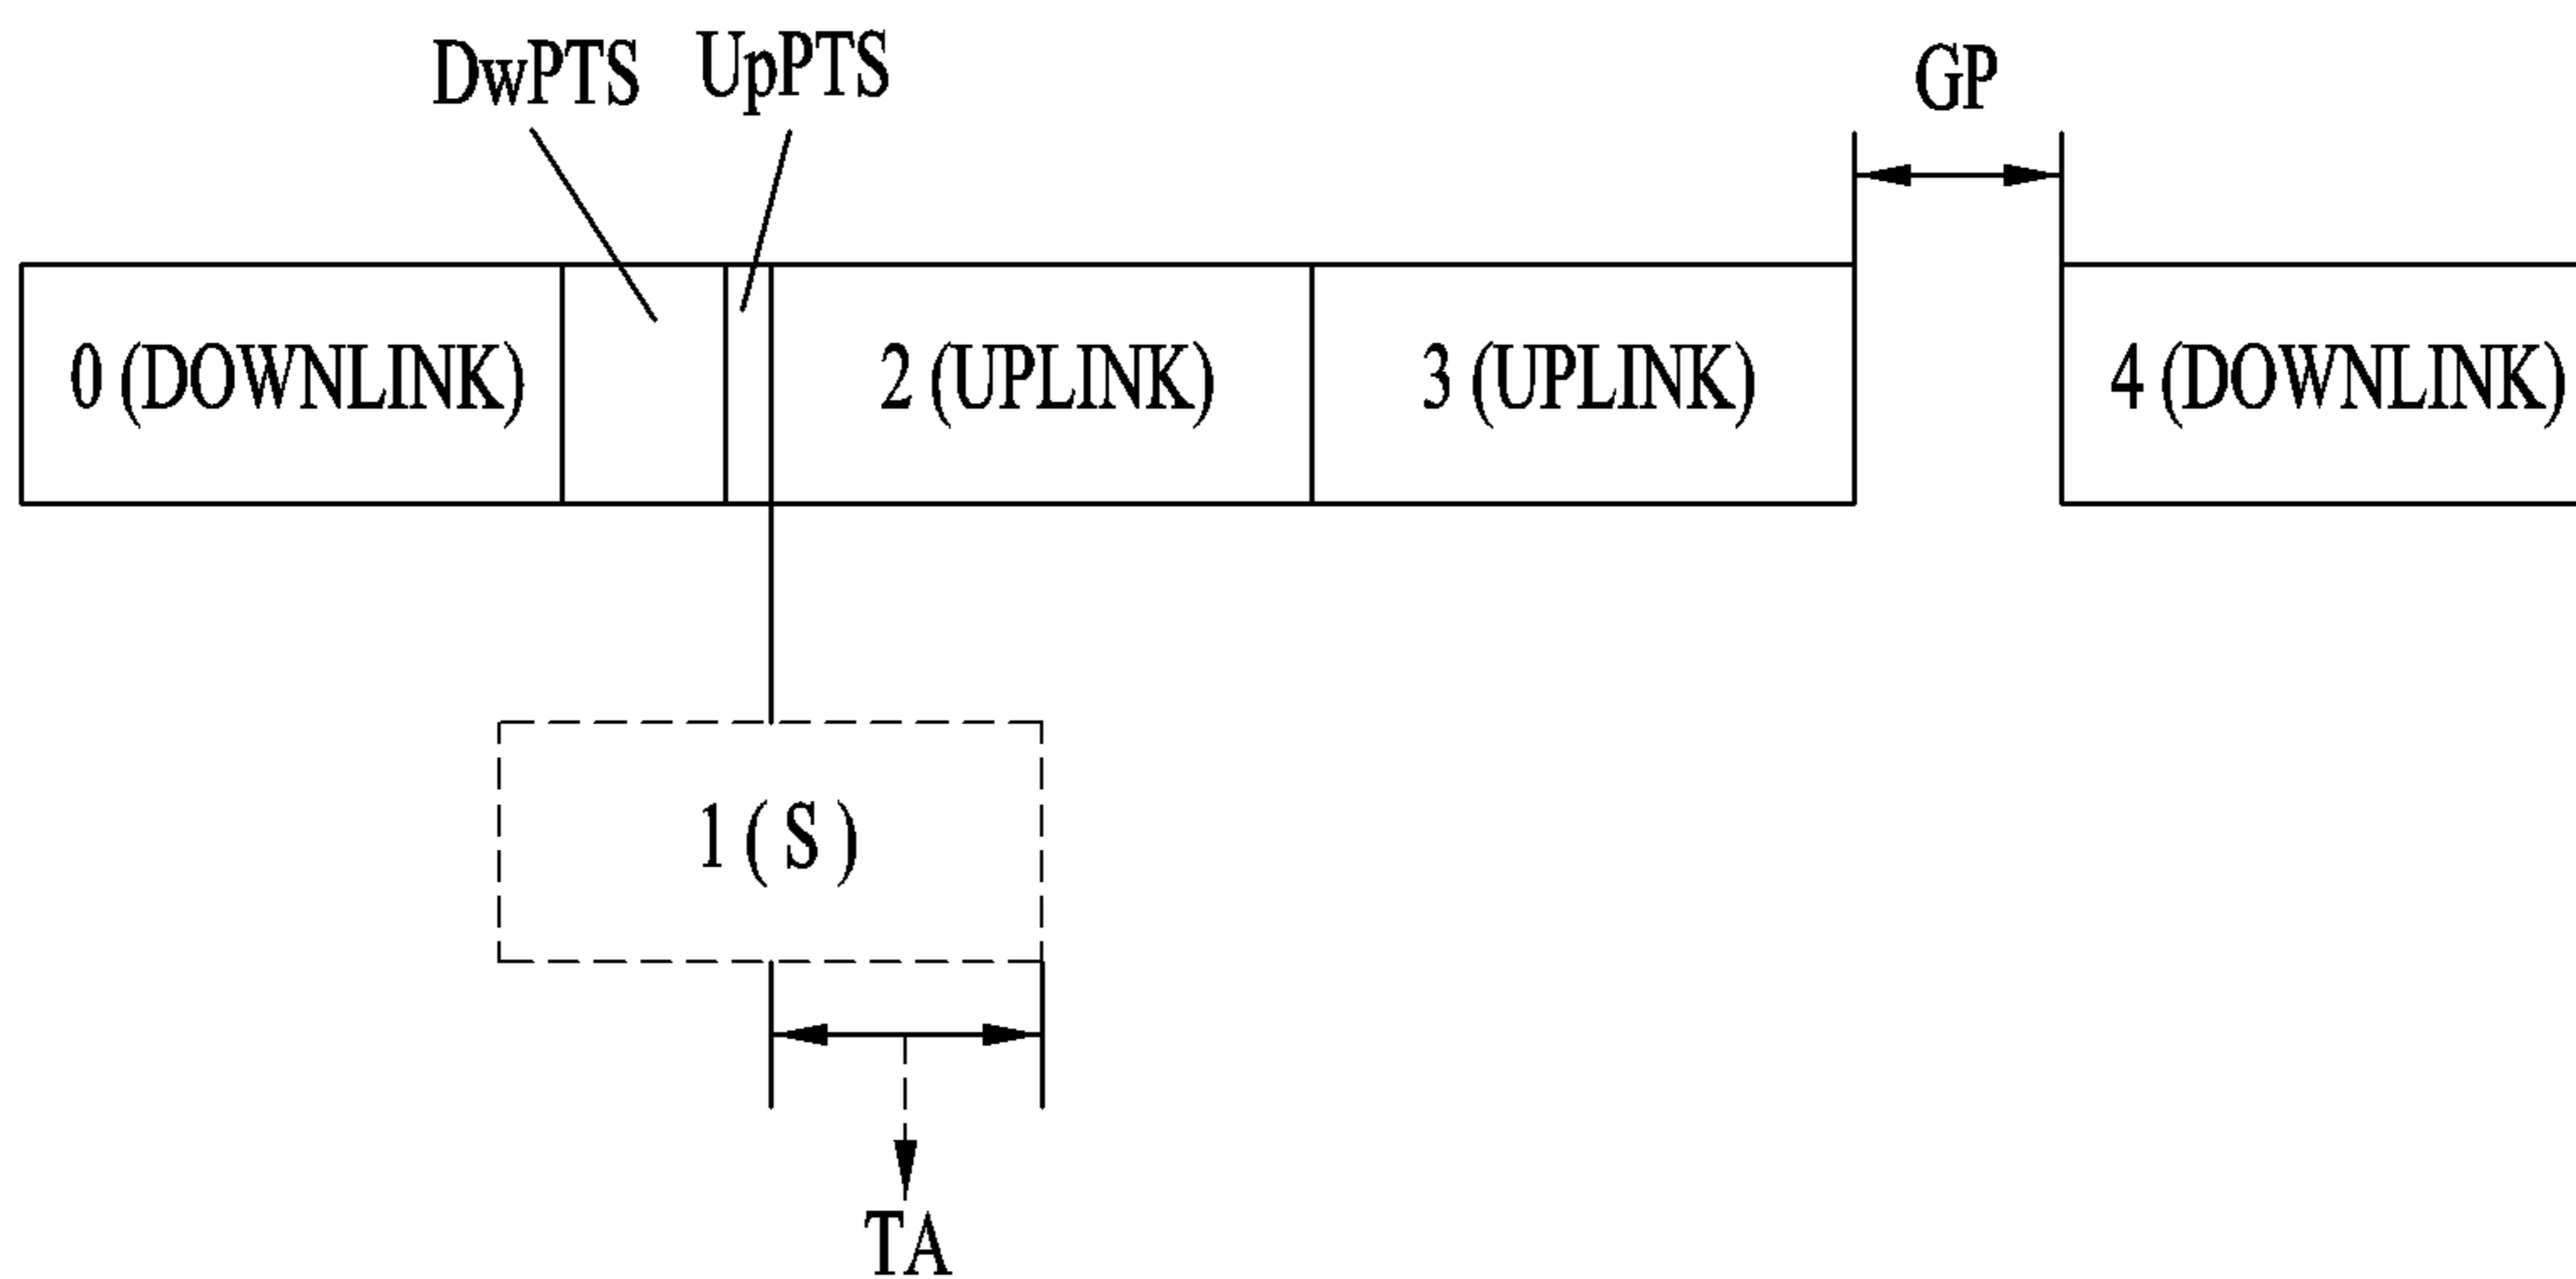 DwPTS
UpPTS
GP
0 (DOWNLINK)
2 (UPLINK)
3 (UPLINK)
4 (DOWNLINK)
1 ( S )
TA